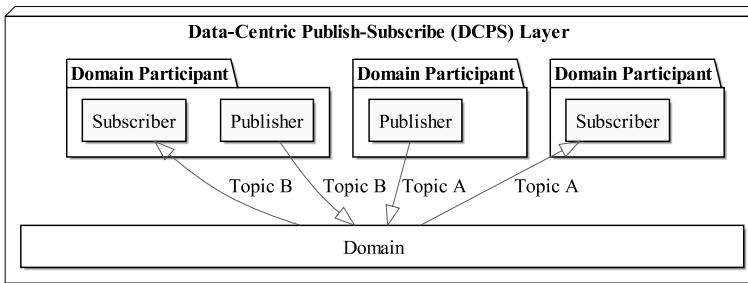 Data-Centric Publish-Subscribe (DCPS) Layer
Domain Participant
Domain Participant
Domain Participant
Subscriber
Publisher
Publisher
Subscriber
Topic B
Topic B
Topic A
Topic A
Domain